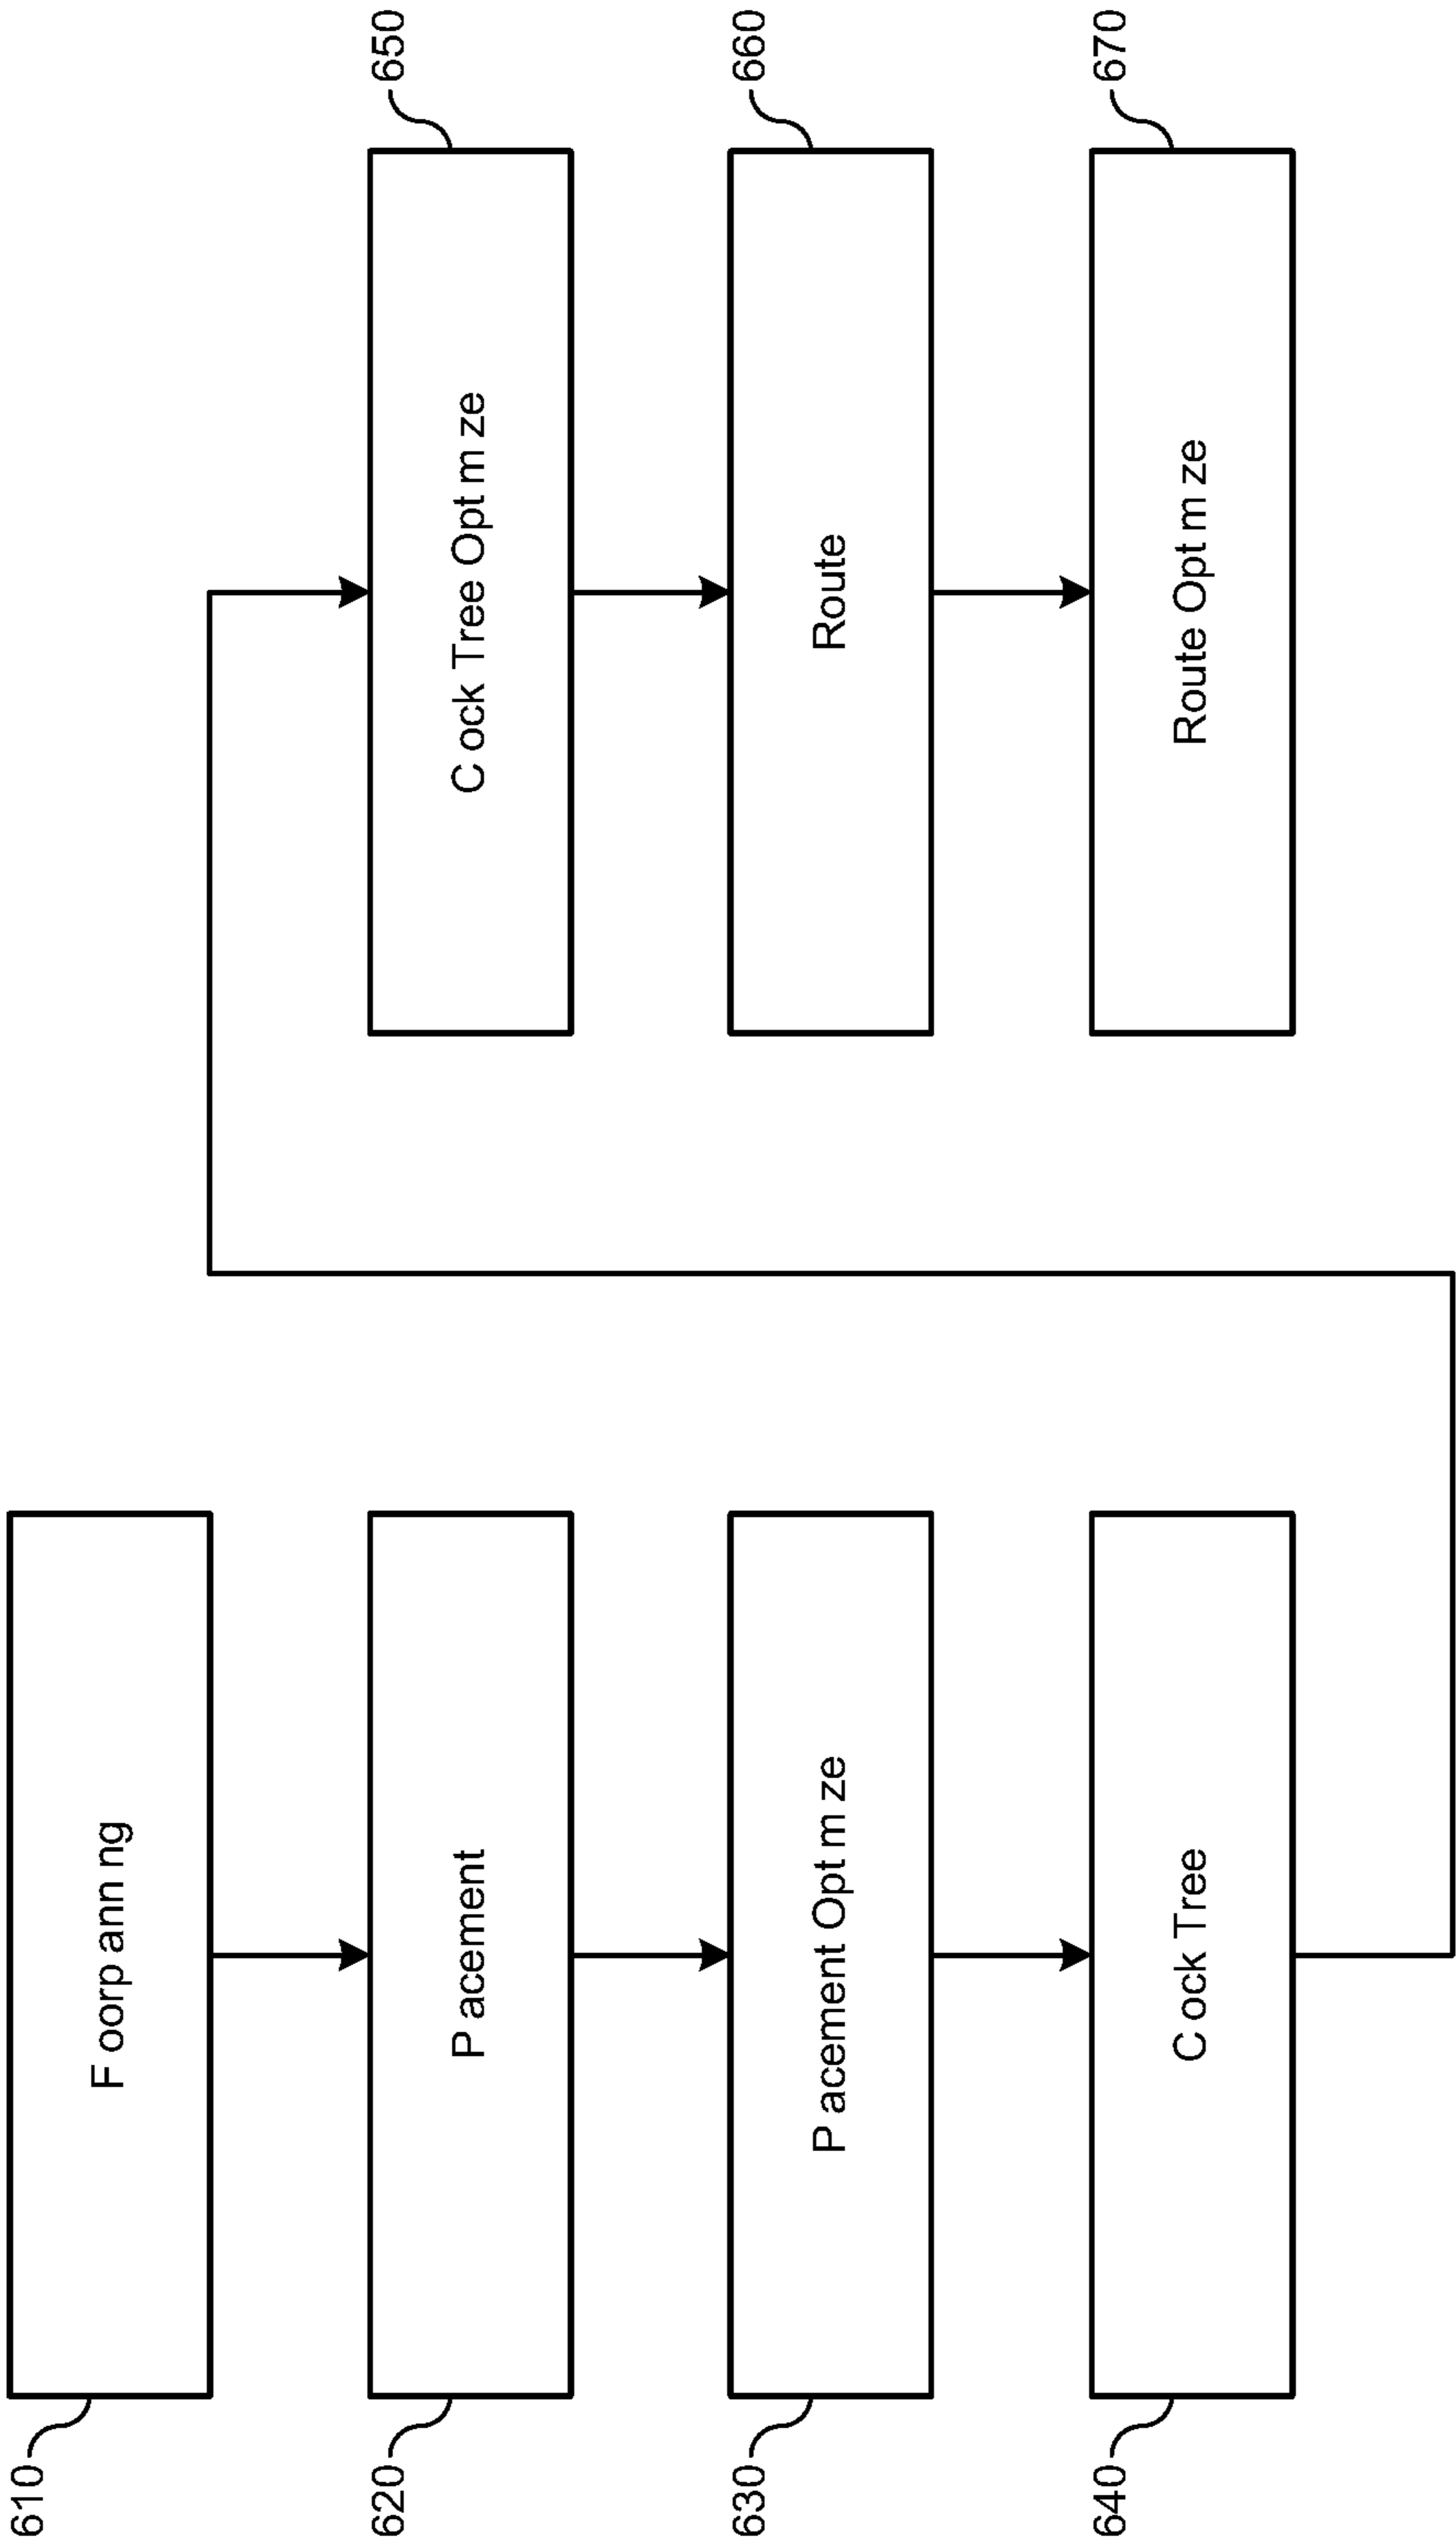 610
F oorp ann ng
620
P acement
630
P acement Opt m ze
640
C ock Tree
650
C ock Tree Opt m ze
660
Route
670
Route Opt m ze